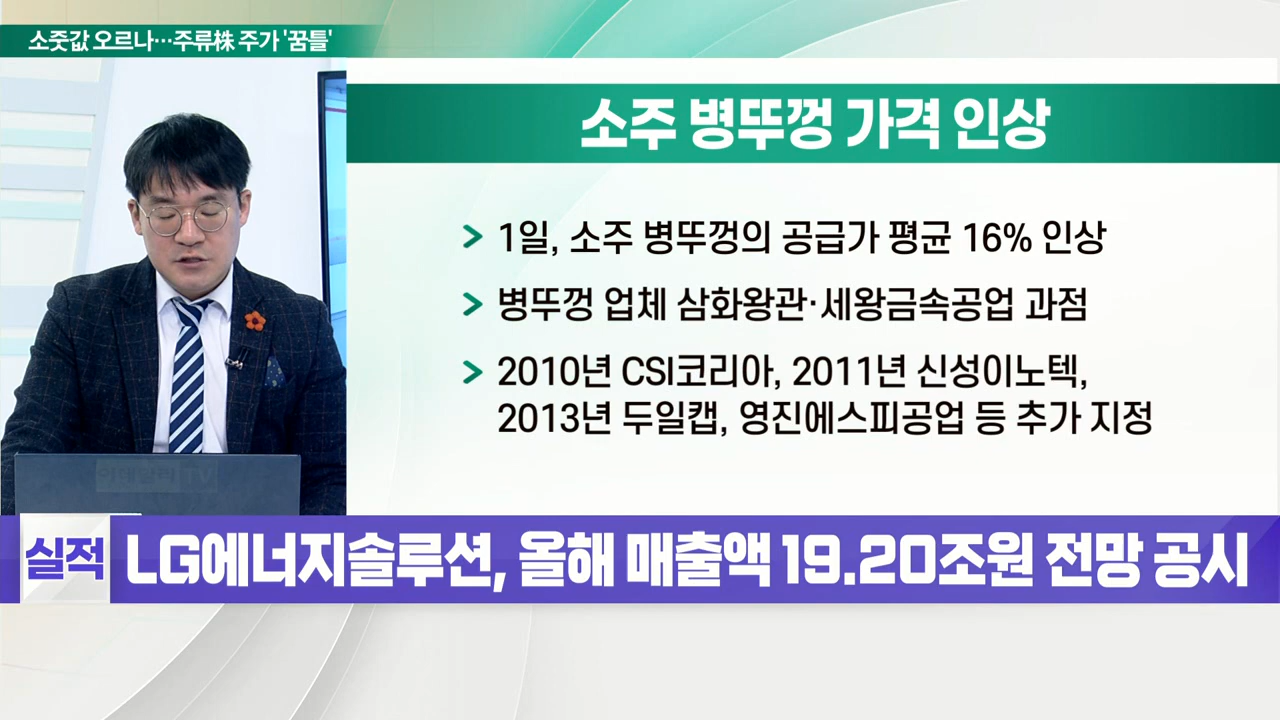 소줏값 오르나…주류株 주가 '꿈틀'
소주 병뚜껑 가격 인상
> 1일, 소주 병뚜껑의 공급가 평균 16% 인상
> 병뚜껑 업체 삼화왕관·세왕금속공업 과점
> 2010년 CSI코리아, 2011년 신성이노텍,
2013년 두일캡, 영진에스피공업 등 추가 지정
이데일리TV
실적 LG에너지솔루션, 올해 매출액 19.20조원 전망 공시